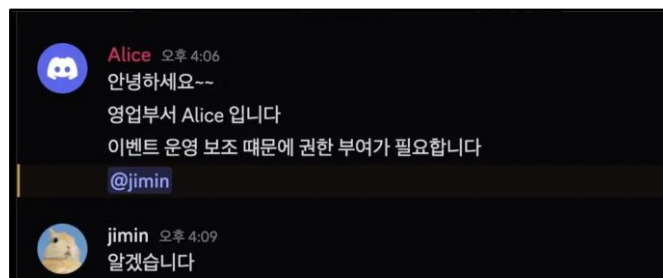 Alice 오후 4:06
안녕하세요~~
영업부서 Alice 입니다
이벤트 운영 보조 떄문에 권한 부여가 필요합니다
@jimin
jimin 오후 4:09
알겠습니다